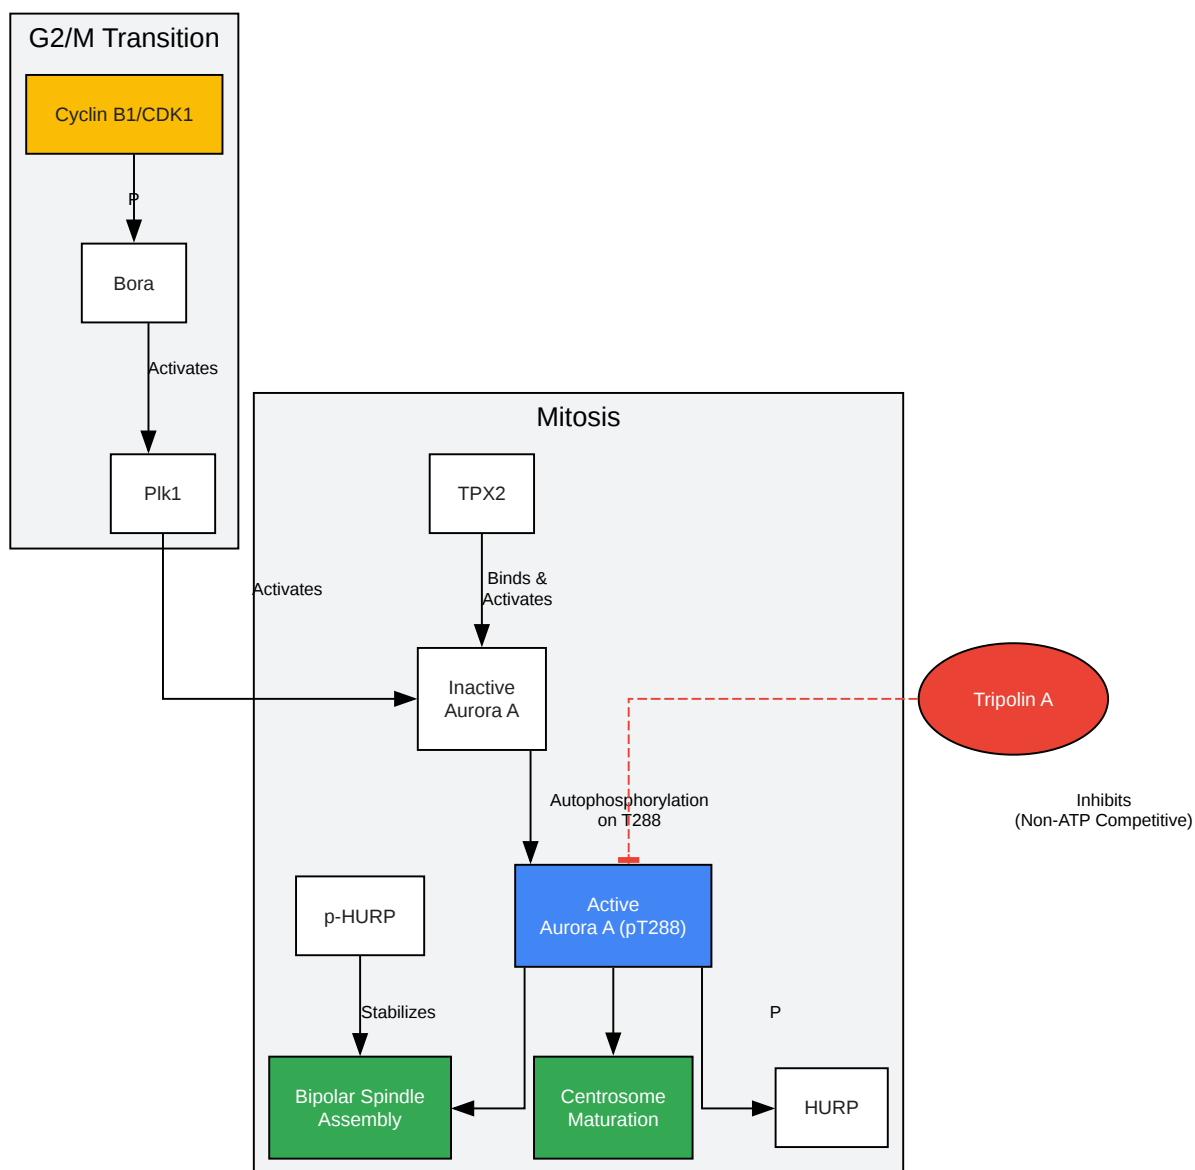 G2/M Transition
Cyclin B1/CDK1
P
Bora
Activates
Plk1
Mitosis
TPX2
Activates
Binds &
Activates
Inactive
Aurora A
Tripolin A
Autophosphorylation
on T288
Inhibits
(Non-ATP Competitive)
p-HURP
Active
Aurora A (pT288)
Stabilizes
P
Bipolar Spindle
Assembly
Centrosome
Maturation
HURP